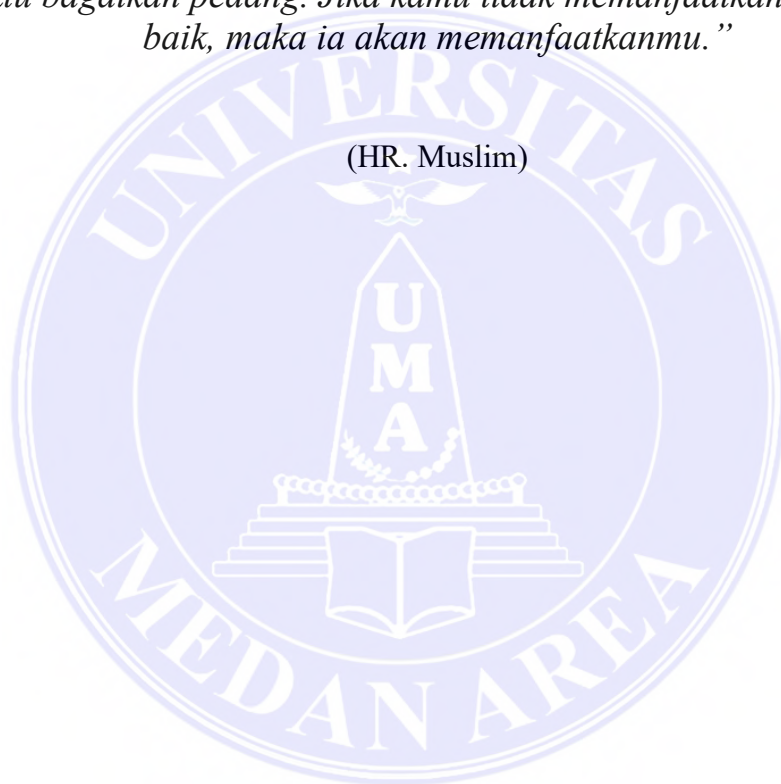 bagaikan pedang. Jika kamu tidak memanfaatkan
baik, maka ia akan memanfaatkanmu.”
(HR. Muslim)
UNIVERSITAS
U
M
A
MEDAN AREA